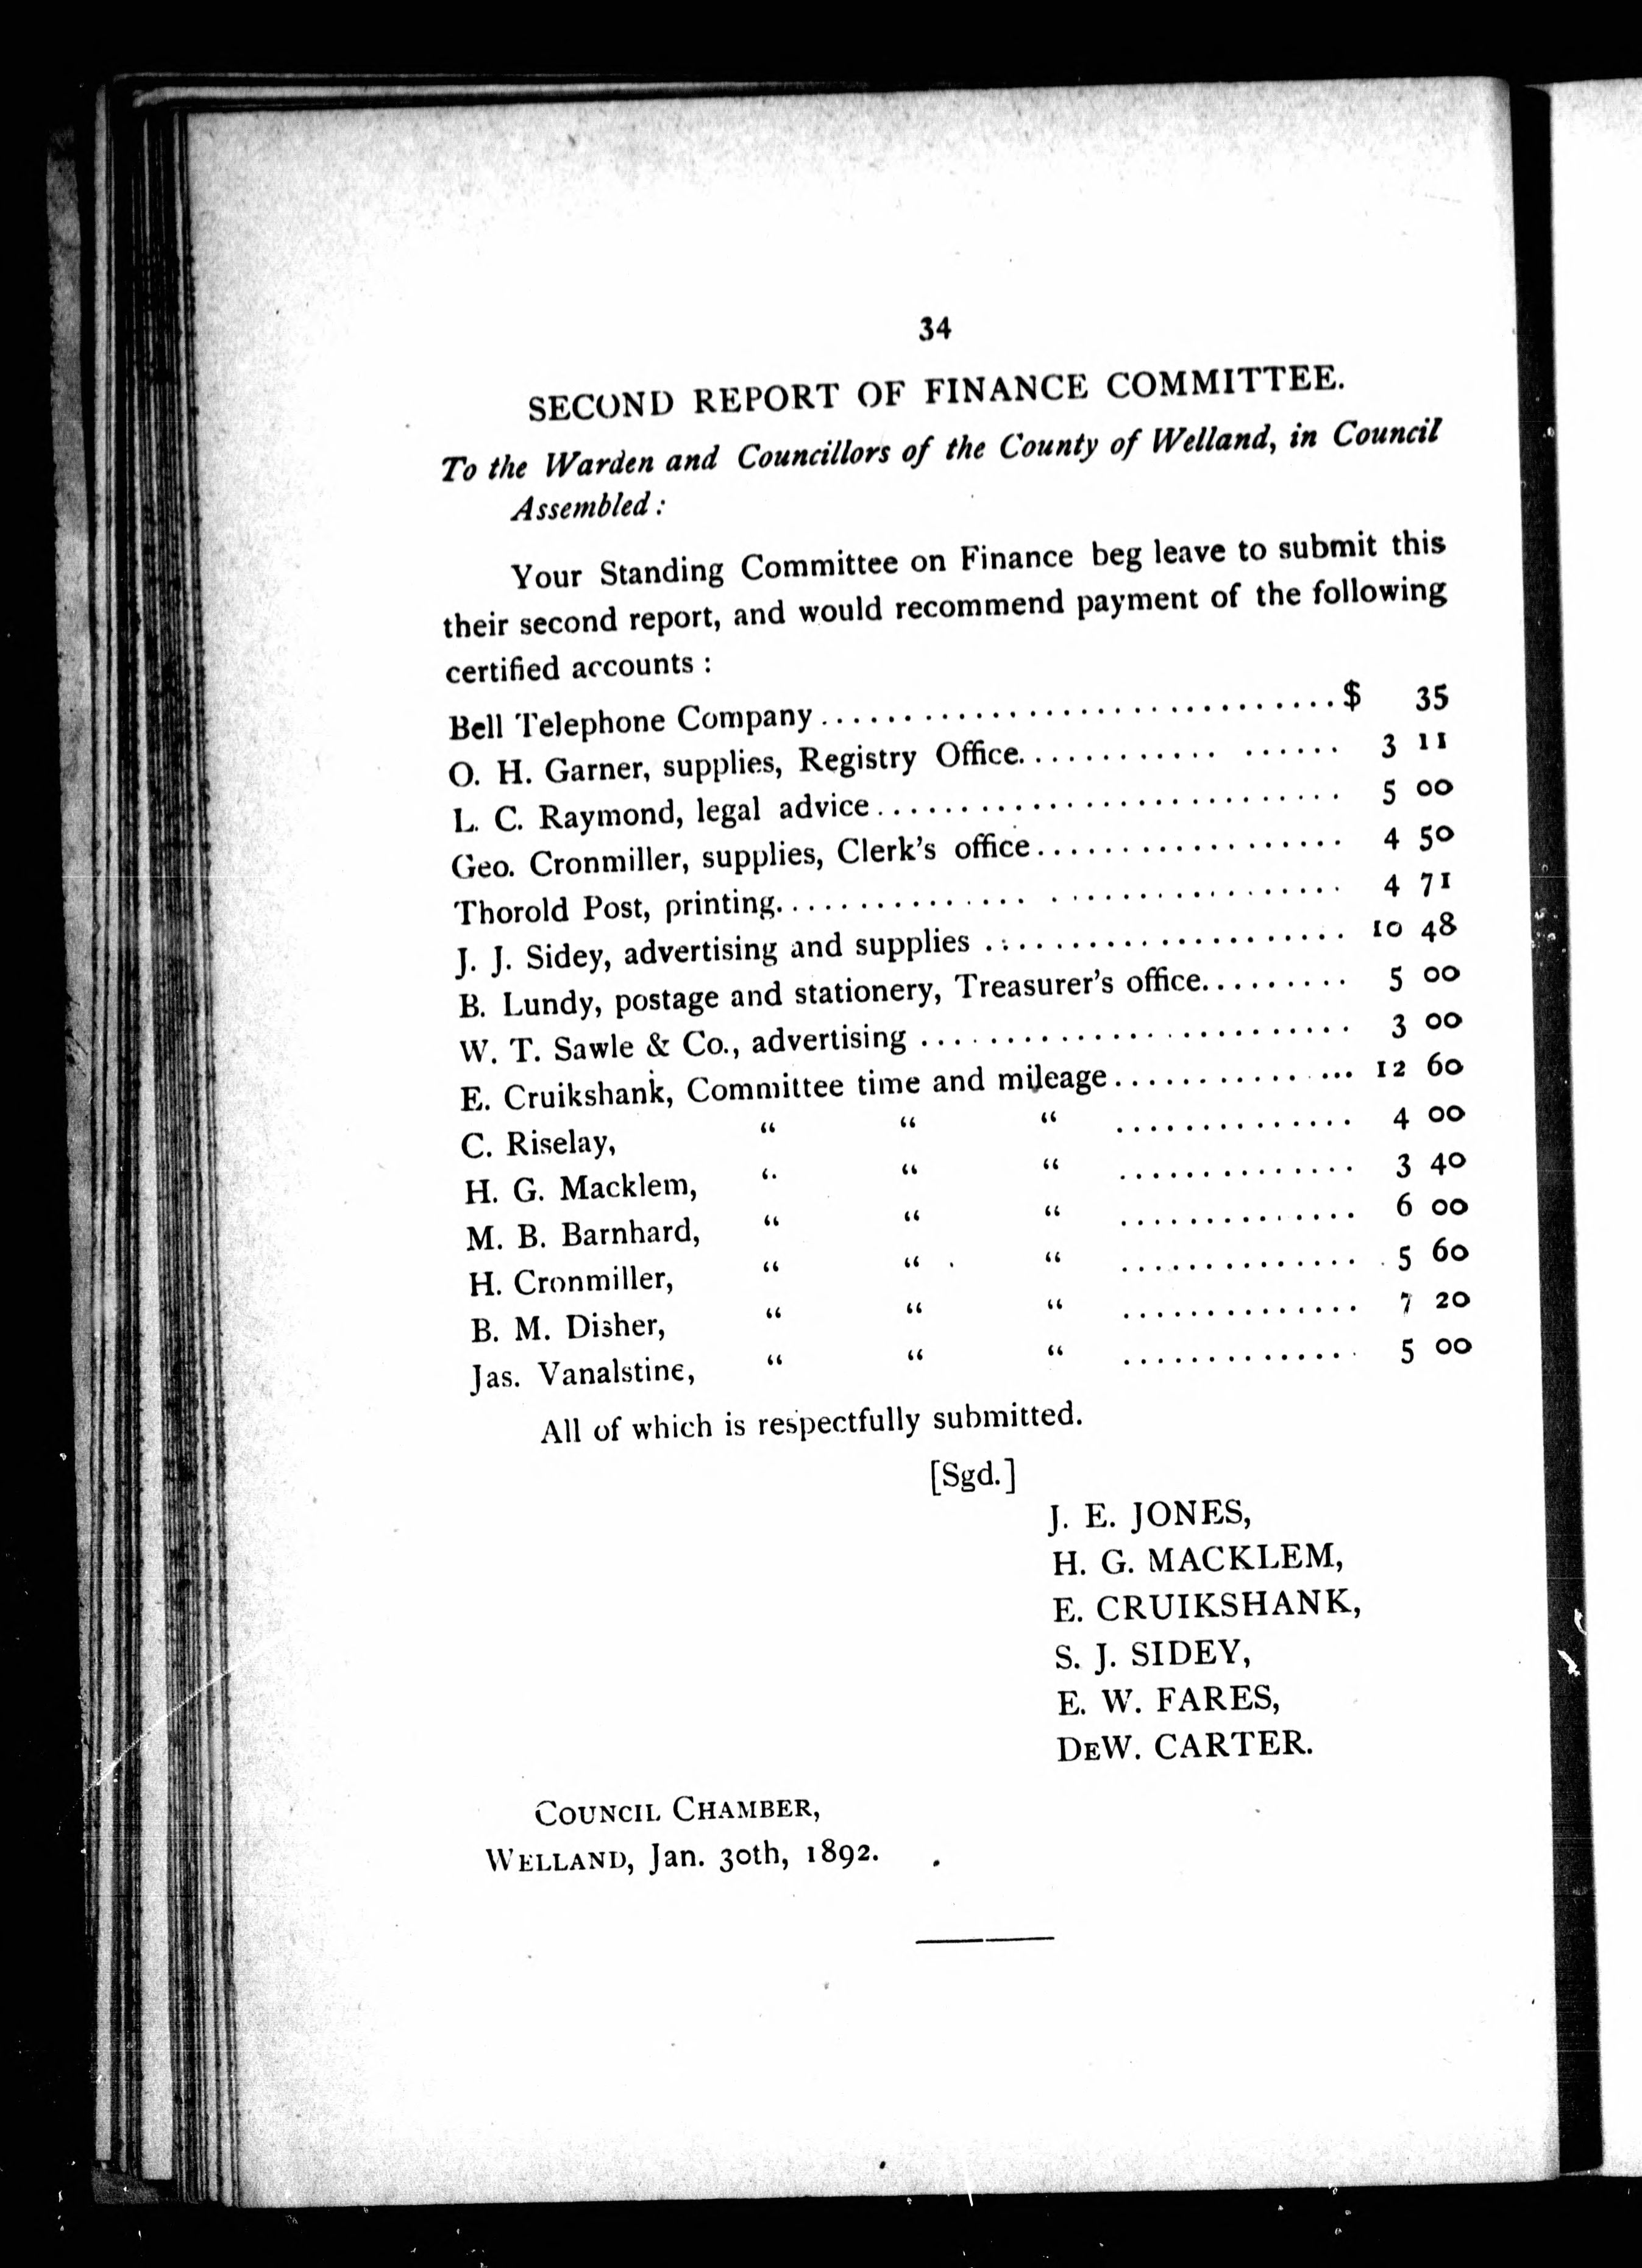 34
SECOND REPORT OF FINANCE COMMITTEE.
To the Warden and Councillors of the County of Welland, in Council
Assembled :
Your Standing Committee on Finance beg leave to submit this
their second report, and would recommend payment of the following
certified accounts :
Bell Telephone Company ................................ $ 35
O. H. Garner, supplies, Registry Office.................. 3 11
L. C. Raymond, legal advice............................ 5 00
Geo. Cronmiller, supplies, Clerk's office................... 4 50
Thorold Post, printing............................ 4 71
J. J. Sidey, advertising and supplies ...................... 10 48
B. Lundy, postage and stationery, Treasurer's office......... 5 00
W. T. Sawle & Co., advertising ......................... 3 00
E. Cruikshank, Committee time and mileage.............. 12 60
C. Riselay, “ “ “ .............. 4 00
H. G. Macklem, “ “ “ .............. 3 40
M. B. Barnhard, “ “ “ .............. 6 00
H. Cronmiller, “ “ “ .............. 5 60
B. M. Disher, “ “ “ .............. 7 20
Jas. Vanalstine, “ “ “ .............. 5 00
All of which is respectfully submitted.
[Sgd.]
J. E. JONES,
H. G. MACKLEM,
E. CRUIKSHANK,
S. J. SIDEY,
E. W. FARES,
DEW. CARTER.
COUNCIL CHAMBER,
WELLAND, Jan. 30th, 1892.